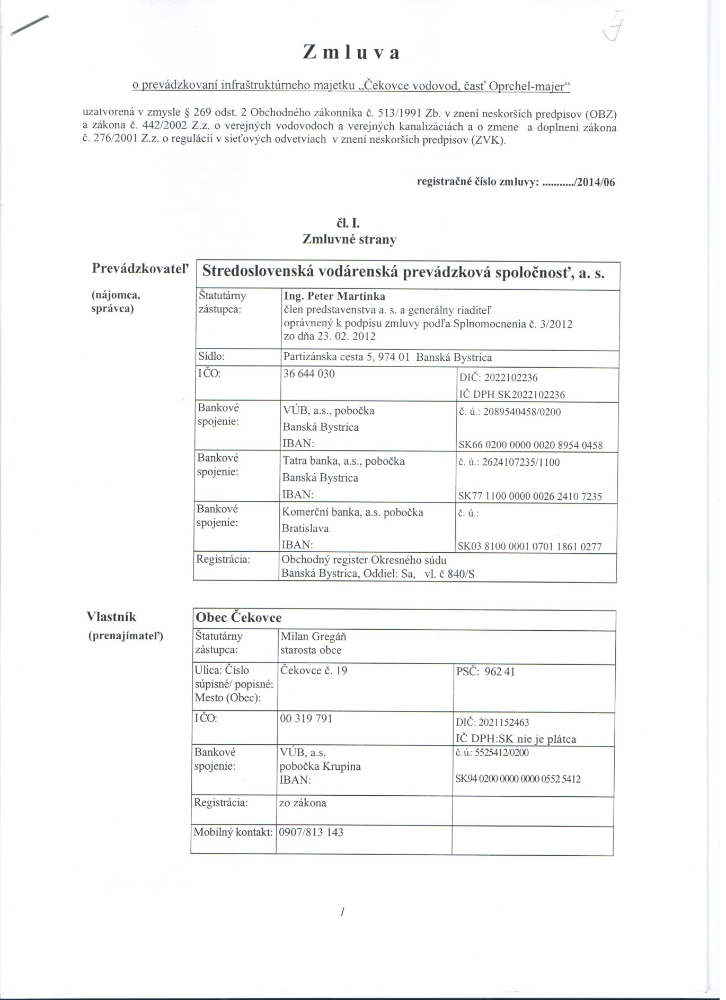 Zmluva
o prevádzkovaní infraštruktúrneho majetku „Čekovce vodovod, časť Oprchel-majer“
uzatvorená v zmysle § 269 odst. 2 Obchodného zákonníka č. 513/1991 Zb. v znení neskorších predpisov (OBZ)
a zákona č. 442/2002 Z.z. o verejných vodovodoch a verejných kanalizáciách a o zmene a doplnení zákona
č. 276/2001 Z.z. o regulácii v sieťových odvetviach v znení neskorších predpisov (ZVK).
registračné číslo zmluvy: .........../2014/06
čl. I.
Zmluvné strany
Prevádzkovateľ
(nájomca,
správca)
Stredoslovenská vodárenská prevádzková spoločnosť, a. s.
Štatutárny
zástupca:
Ing. Peter Martinka
člen predstavenstva a. s. a generálny riaditeľ
oprávnený k podpisu zmluvy podľa Splnomocnenia č. 3/2012
zo dňa 23. 02. 2012
Sídlo:
Partizánska cesta 5, 974 01 Banská Bystrica
IČO:
36 644 030
DIČ: 2022102236
IČ DPH SK2022102236
Bankové
spojenie:
VÚB, a.s., pobočka
Banská Bystrica
IBAN:
č. ú.: 2089540458/0200
SK66 0200 0000 0020 8954 0458
Bankové
spojenie:
Tatra banka, a.s., pobočka
Banská Bystrica
IBAN:
č. ú.: 2624107235/1100
SK77 1100 0000 0026 2410 7235
Bankové
spojenie:
Komerční banka, a.s. pobočka
Bratislava
IBAN:
č. ú.:
SK03 8100 0001 0701 1861 0277
Registrácia:
Obchodný register Okresného súdu
Banská Bystrica, Oddiel: Sa, vl. č 840/S
Vlastník
(prenajímateľ)
Obec Čekovce
Štatutárny
zástupca:
Milan Gregáň
starosta obce
Ulica: Číslo
súpisné/ popisné:
Mesto (Obec):
Čekovce č. 19
PSČ: 962 41
IČO:
00 319 791
DIČ: 2021152463
IČ DPH:SK nie je plátca
Bankové
spojenie:
VÚB, a.s.
pobočka Krupina
IBAN:
č. ú.: 5525412/0200
SK94 0200 0000 0000 0552 5412
Registrácia:
zo zákona
Mobilný kontakt:
0907/813 143
1